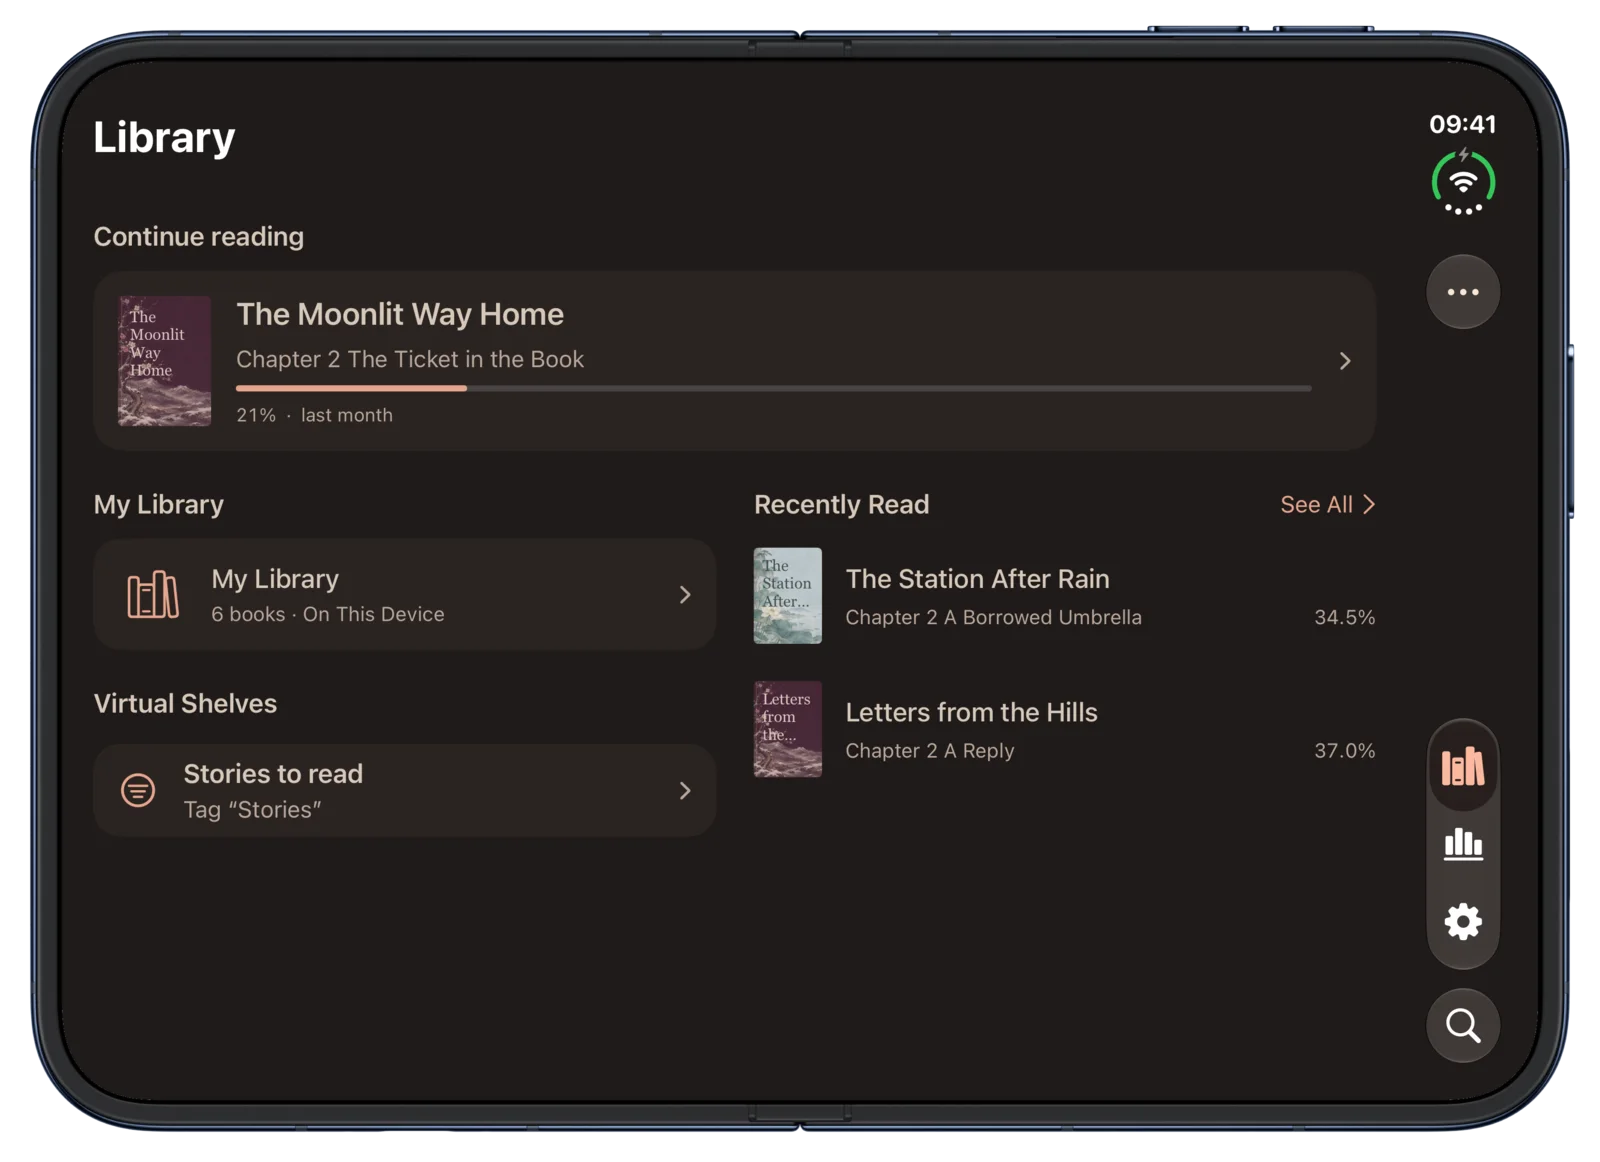 Library
09:41
Continue reading
The
Moonlit
Way
Home
The Moonlit Way Home
Chapter 2 The Ticket in the Book
21% · last month
My Library
My Library
6 books · On This Device
Virtual Shelves
Stories to read
Tag “Stories”
Recently Read
See All
The
Station
After...
The Station After Rain
Chapter 2 A Borrowed Umbrella
34.5%
Letters
from
the...
Letters from the Hills
Chapter 2 A Reply
37.0%